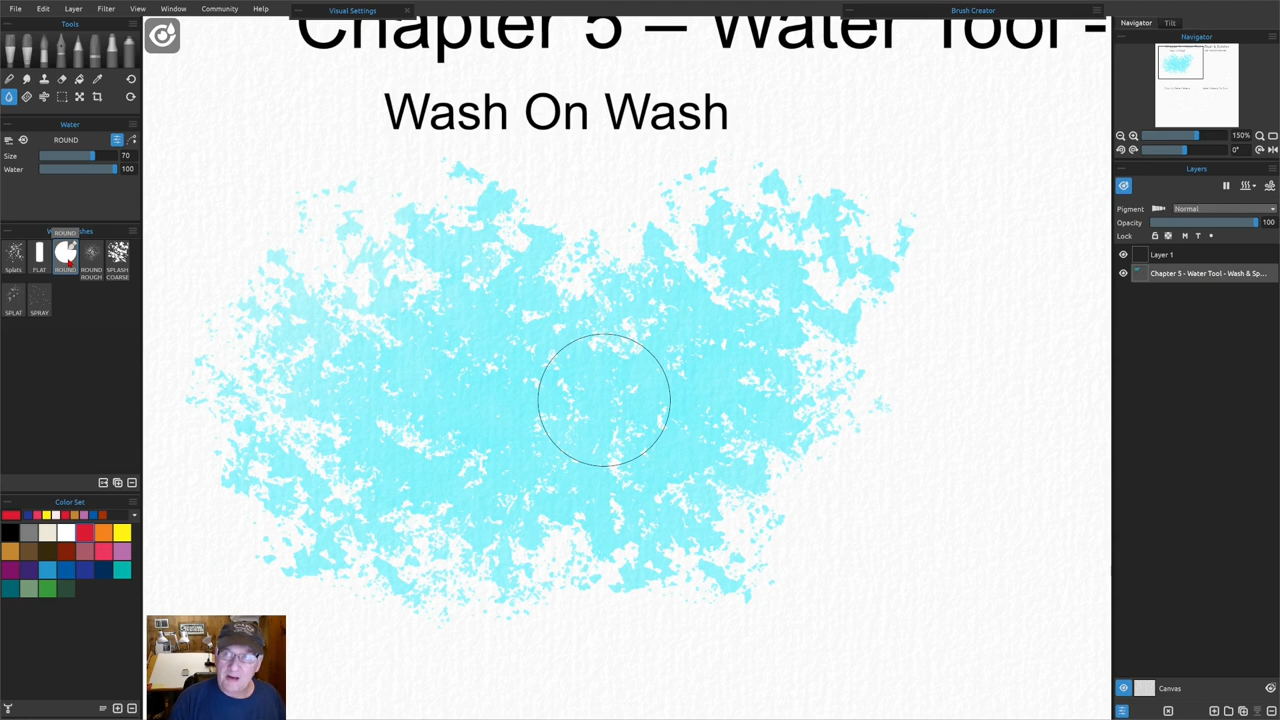 File Edit Layer Filter View Window Community Help
Visual Settings
Brush Creator
Tools
Water
ROUND
Size 70
Water 100
ROUND
Splats FLAT ROUND ROUND ROUGH SPLASH COARSE
SPLAT SPRAY
Color Set
Chapter 5 – Water Tool -
Wash On Wash
Navigator Tilt
Navigator
150%
0°
Layers
Pigment Normal
Opacity 100
Lock M T
Layer 1
Chapter 5 - Water Tool - Wash & Sp...
Canvas